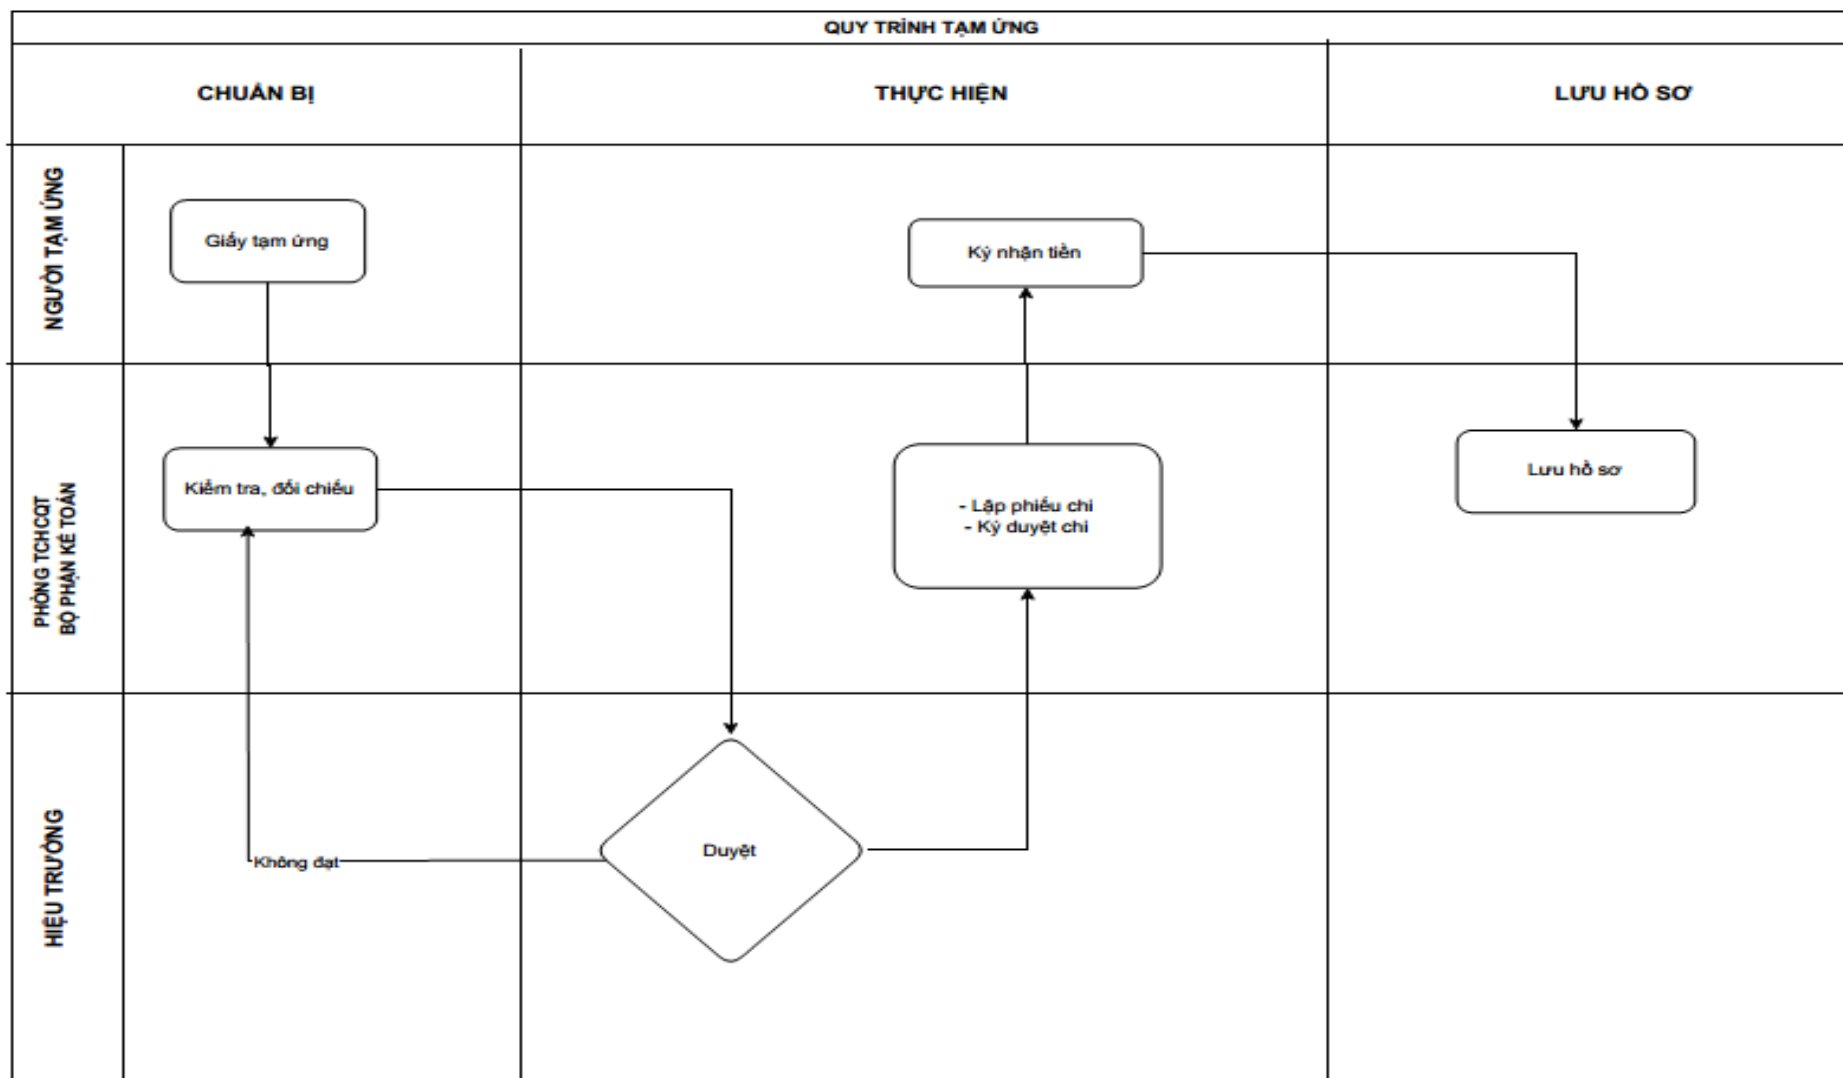 QUY TRÌNH TẠM ỨNG
CHUẨN BỊ
THỰC HIỆN
LƯU HỒ SƠ
NGƯỜI TẠM ỨNG
Giấy tạm ứng
Ký nhận tiền
PHÒNG TCHCQT
BỘ PHẬN KẾ TOÁN
Kiểm tra, đối chiếu
- Lập phiếu chi
- Ký duyệt chi
Lưu hồ sơ
HIỆU TRƯỞNG
Duyệt
Không đạt